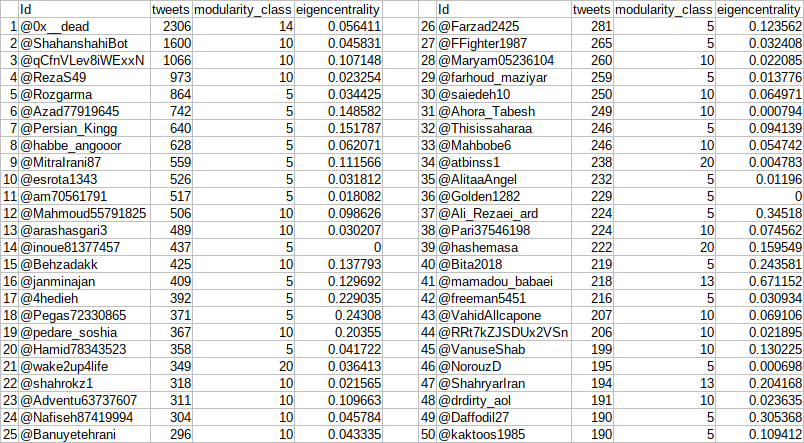 Id tweets modularity_class eigencentrality Id tweets modularity_class eigencentrality
1 @0x__dead 2306 14 0.056411 26 @Farzad2425 281 10 0.123562
2 @ShahanshahiBot 1600 10 0.045831 27 @FFighter1987 265 5 0.032408
3 @qCfnVLev8iWExxN 1066 10 0.107148 28 @Maryam05236104 260 10 0.022085
4 @RezaS49 973 10 0.023254 29 @farhoud_maziyar 259 5 0.013776
5 @Rozgarma 864 5 0.034425 30 @saiedeh10 250 10 0.064971
6 @Azad77919645 742 5 0.148582 31 @Ahora_Tabesh 249 10 0.000794
7 @Persian_Kingg 640 5 0.151787 32 @Thisissaharaa 246 5 0.094139
8 @habbe_angooor 628 5 0.062071 33 @Mahbobe6 246 10 0.054742
9 @MitraIrani87 559 5 0.111566 34 @atbinss1 238 20 0.004783
10 @esrota1343 526 5 0.031812 35 @AlitaaAngel 232 5 0.01196
11 @am70561791 517 5 0.018082 36 @Golden1282 229 5 0
12 @Mahmoud55791825 506 10 0.098626 37 @Ali_Rezaei_ard 224 5 0.34518
13 @arashasgari3 489 10 0.030207 38 @Pari37546198 224 10 0.074562
14 @inoue81377457 437 5 0 39 @hashemasa 222 20 0.159549
15 @Behzadakk 425 10 0.137793 40 @Bita2018 219 5 0.243581
16 @janminajan 409 5 0.129692 41 @mamadou_babaei 218 13 0.671152
17 @4hedieh 392 5 0.229035 42 @freeman5451 216 5 0.030934
18 @Pegas72330865 371 5 0.24308 43 @VahidAllcapone 207 10 0.069106
19 @pedare_soshia 367 10 0.20355 44 @RRt7kZJSDUx2VSn 206 10 0.021895
20 @Hamid78343523 358 5 0.041722 45 @VanuseShab 199 10 0.130225
21 @wake2up4life 349 20 0.036413 46 @NorouzD 195 5 0.000698
22 @shahrokz1 318 10 0.021565 47 @ShahryarIran 194 13 0.204168
23 @Adventu63737607 311 10 0.109663 48 @drdirty_aol 191 10 0.023635
24 @Nafiseh87419994 304 10 0.045784 49 @Daffodil27 190 5 0.305368
25 @Banuyetehrani 296 10 0.043335 50 @kaktoos1985 190 5 0.109412